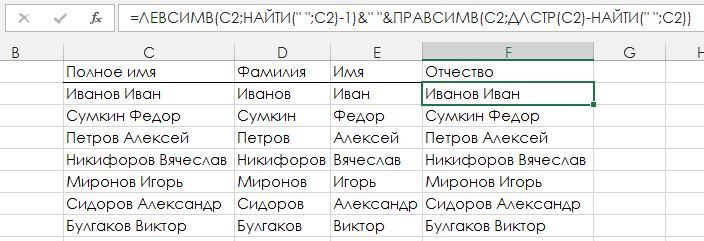 =ЛЕВСИМВ(C2;НАЙТИ(" ";C2)-1)&" "&ПРАВСИМВ(C2;ДЛСТР(C2)-НАЙТИ(" ";C2))
B C D E F G H
Полное имя Фамилия Имя Отчество
Иванов Иван Иванов Иван Иванов Иван
Сумкин Федор Сумкин Федор Сумкин Федор
Петров Алексей Петров Алексей Петров Алексей
Никифоров Вячеслав Никифоров Вячеслав Никифоров Вячеслав
Миронов Игорь Миронов Игорь Миронов Игорь
Сидоров Александр Сидоров Александр Сидоров Александр
Булгаков Виктор Булгаков Виктор Булгаков Виктор